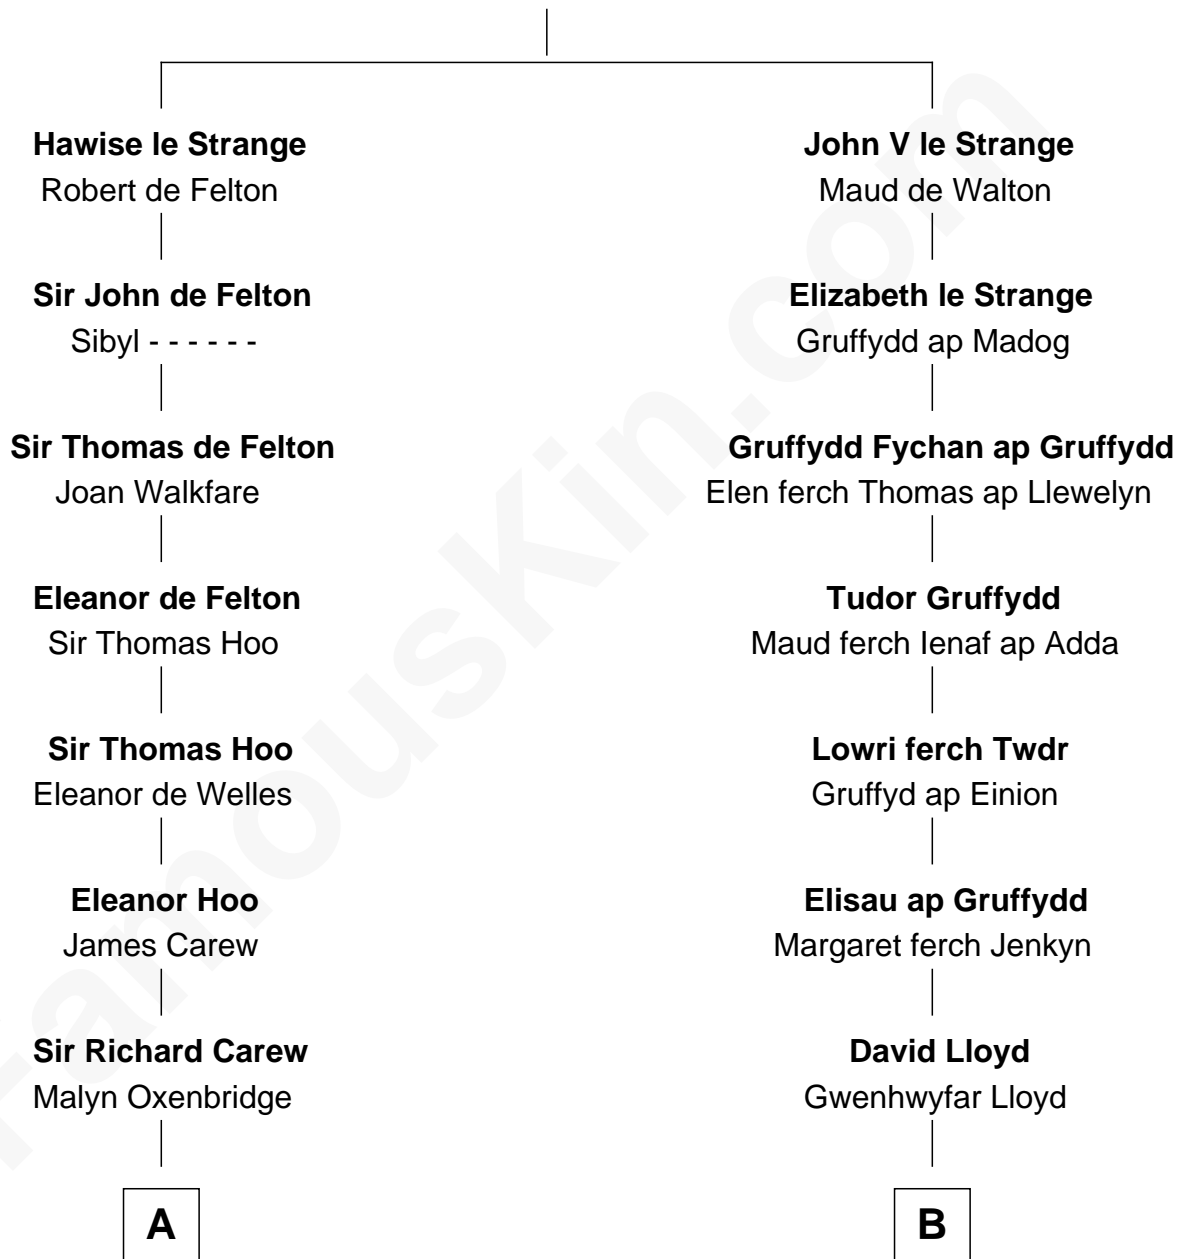 Hawise le Strange
Robert de Felton
John V le Strange
Maud de Walton
Sir John de Felton
Sibyl - - - - - -
Elizabeth le Strange
Gruffydd ap Madog
Sir Thomas de Felton
Joan Walkfare
Gruffydd Fychan ap Gruffydd
Elen ferch Thomas ap Llewelyn
Eleanor de Felton
Sir Thomas Hoo
Tudor Gruffydd
Maud ferch Ienaf ap Adda
Sir Thomas Hoo
Eleanor de Welles
Lowri ferch Twdr
Gruffyd ap Einion
Eleanor Hoo
James Carew
Elisau ap Gruffydd
Margaret ferch Jenkyn
Sir Richard Carew
Malyn Oxenbridge
David Lloyd
Gwenhwyfar Lloyd
A
B
FamousKin.com